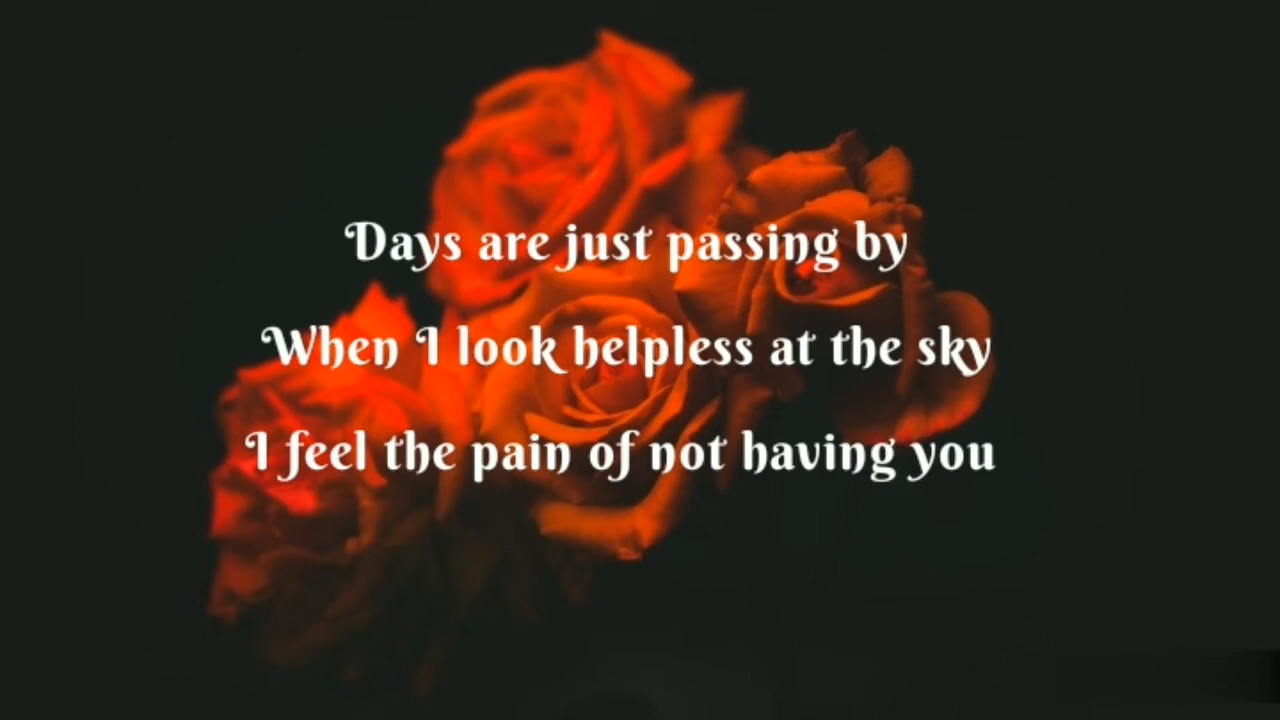 Days are just passing by
When I look helpless at the sky
I feel the pain of not having you